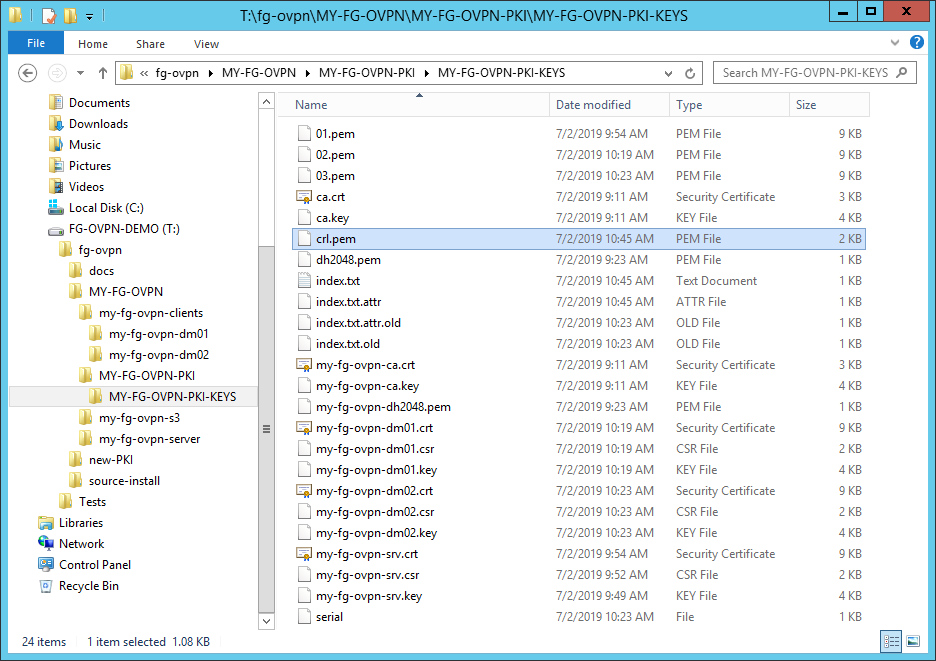 T:\fg-ovpn\MY-FG-OVPN\MY-FG-OVPN-PKI\MY-FG-OVPN-PKI-KEYS
File Home Share View
« fg-ovpn MY-FG-OVPN MY-FG-OVPN-PKI MY-FG-OVPN-PKI-KEYS Search MY-FG-OVPN-PKI-KEYS
Documents
Downloads
Music
Pictures
Videos
Local Disk (C:)
FG-OVPN-DEMO (T:)
fg-ovpn
docs
MY-FG-OVPN
my-fg-ovpn-clients
my-fg-ovpn-dm01
my-fg-ovpn-dm02
MY-FG-OVPN-PKI
MY-FG-OVPN-PKI-KEYS
my-fg-ovpn-s3
my-fg-ovpn-server
new-PKI
source-install
Tests
Libraries
Network
Control Panel
Recycle Bin
Name Date modified Type Size
01.pem 7/2/2019 9:54 AM PEM File 9 KB
02.pem 7/2/2019 10:19 AM PEM File 9 KB
03.pem 7/2/2019 10:23 AM PEM File 9 KB
ca.crt 7/2/2019 9:11 AM Security Certificate 3 KB
ca.key 7/2/2019 9:11 AM KEY File 4 KB
crl.pem 7/2/2019 10:45 AM PEM File 2 KB
dh2048.pem 7/2/2019 9:23 AM PEM File 1 KB
index.txt 7/2/2019 10:45 AM Text Document 1 KB
index.txt.attr 7/2/2019 10:45 AM ATTR File 1 KB
index.txt.attr.old 7/2/2019 10:23 AM OLD File 1 KB
index.txt.old 7/2/2019 10:23 AM OLD File 1 KB
my-fg-ovpn-ca.crt 7/2/2019 9:11 AM Security Certificate 3 KB
my-fg-ovpn-ca.key 7/2/2019 9:11 AM KEY File 4 KB
my-fg-ovpn-dh2048.pem 7/2/2019 9:23 AM PEM File 1 KB
my-fg-ovpn-dm01.crt 7/2/2019 10:19 AM Security Certificate 9 KB
my-fg-ovpn-dm01.csr 7/2/2019 10:19 AM CSR File 2 KB
my-fg-ovpn-dm01.key 7/2/2019 10:19 AM KEY File 4 KB
my-fg-ovpn-dm02.crt 7/2/2019 10:23 AM Security Certificate 9 KB
my-fg-ovpn-dm02.csr 7/2/2019 10:23 AM CSR File 2 KB
my-fg-ovpn-dm02.key 7/2/2019 10:23 AM KEY File 4 KB
my-fg-ovpn-srv.crt 7/2/2019 9:54 AM Security Certificate 9 KB
my-fg-ovpn-srv.csr 7/2/2019 9:52 AM CSR File 2 KB
my-fg-ovpn-srv.key 7/2/2019 9:49 AM KEY File 4 KB
serial 7/2/2019 10:23 AM File 1 KB
24 items 1 item selected 1.08 KB